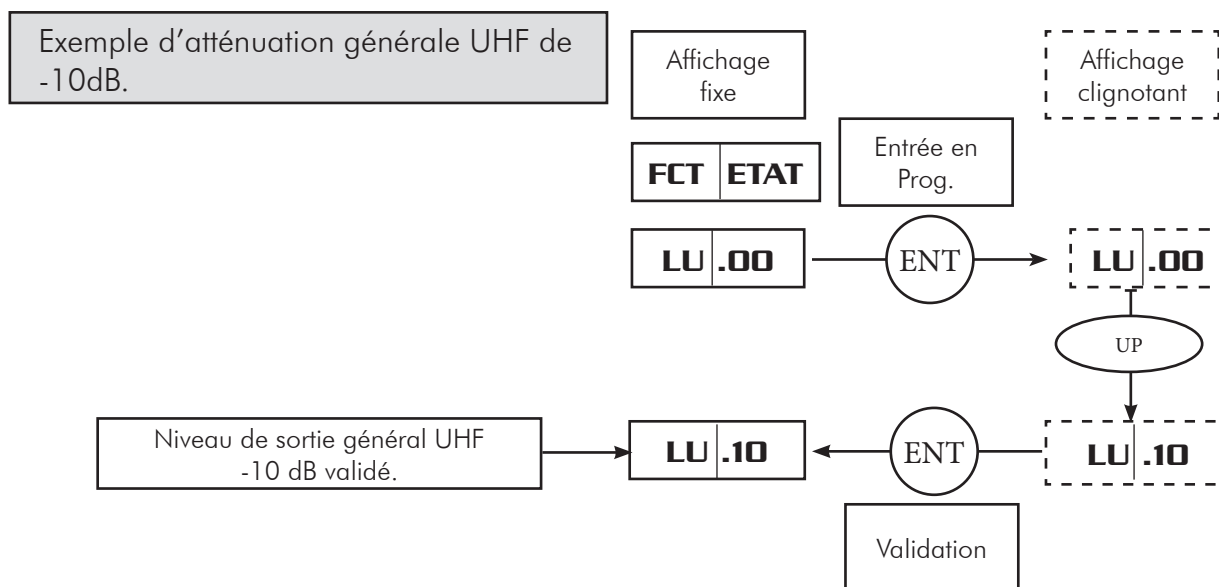 Exemple d'atténuation générale UHF de
-10dB.
Affichage
fixe
Affichage
clignotant
FCT ETAT
Entrée en
Prog.
LU .00
ENT
LU .00
UP
Niveau de sortie général UHF
-10 dB validé.
LU .10
ENT
LU .10
Validation